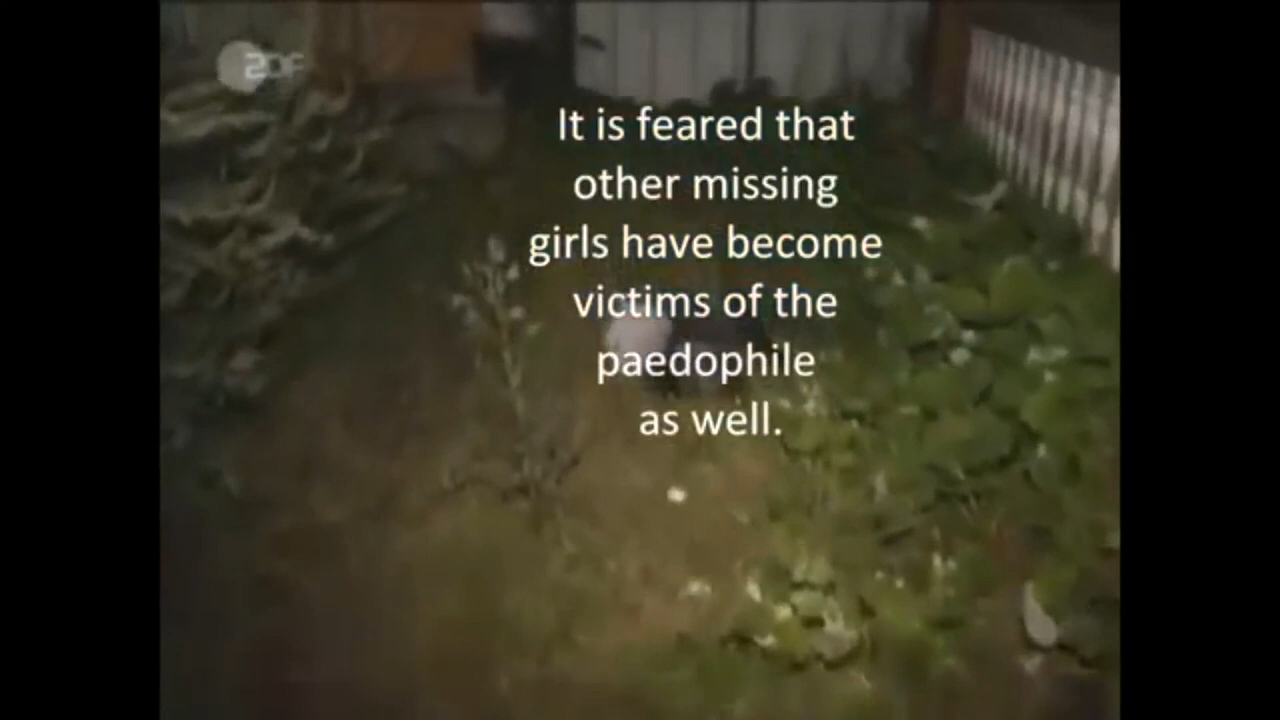 ZDF
It is feared that
other missing
girls have become
victims of the
paedophile
as well.